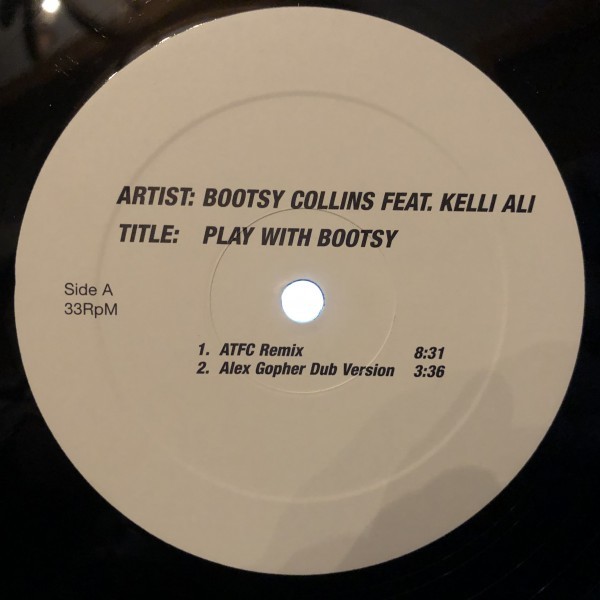 ARTIST: BOOTSY COLLINS FEAT. KELLI ALI
TITLE: PLAY WITH BOOTSY
Side A
33RpM
1. ATFC Remix 8:31
2. Alex Gopher Dub Version 3:36